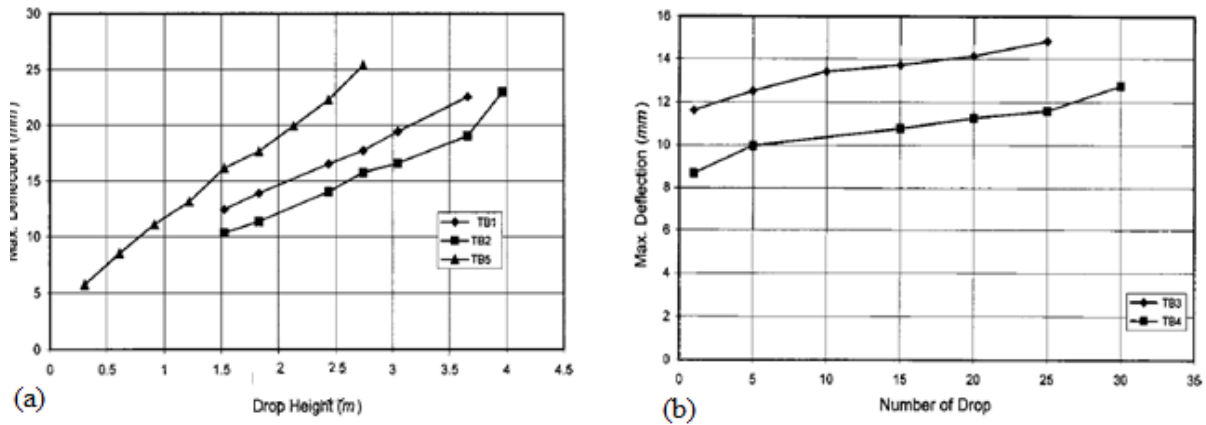 30
25
20
15
10
5
0
0 0.5 1 1.5 2 2.5 3 3.5 4 4.5
Max. Deflection (mm)
Drop Height (m)
TB1
TB2
TB5
(a)
16
14
12
10
8
6
4
2
0
0 5 10 15 20 25 30 35
Max. Deflection (mm)
Number of Drop
TB3
TB4
(b)